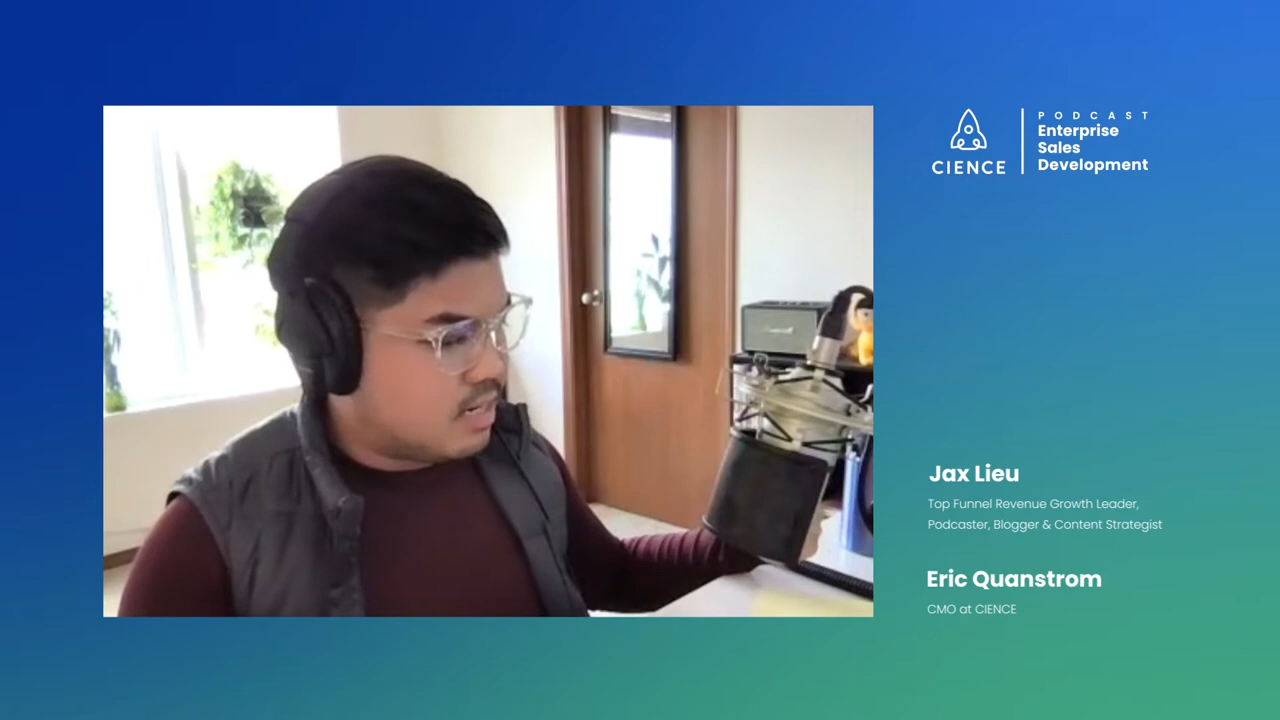 PODCAST
Enterprise
Sales
Development
CIENCE
Jax Lieu
Top Funnel Revenue Growth Leader,
Podcaster, Blogger & Content Strategist
Eric Quanstrom
CMO at CIENCE